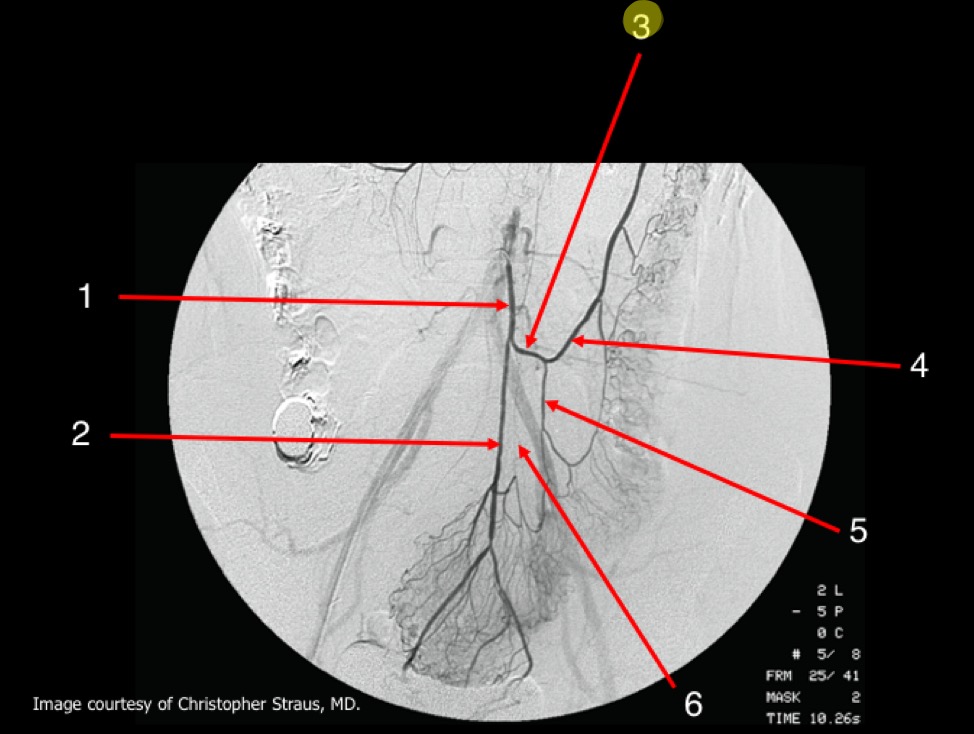 3
1
4
2
5
2 L
- 5 P
0 C
# 5/ 8
FRM 25/ 41
MASK 2
TIME 10.26s
6
Image courtesy of Christopher Straus, MD.